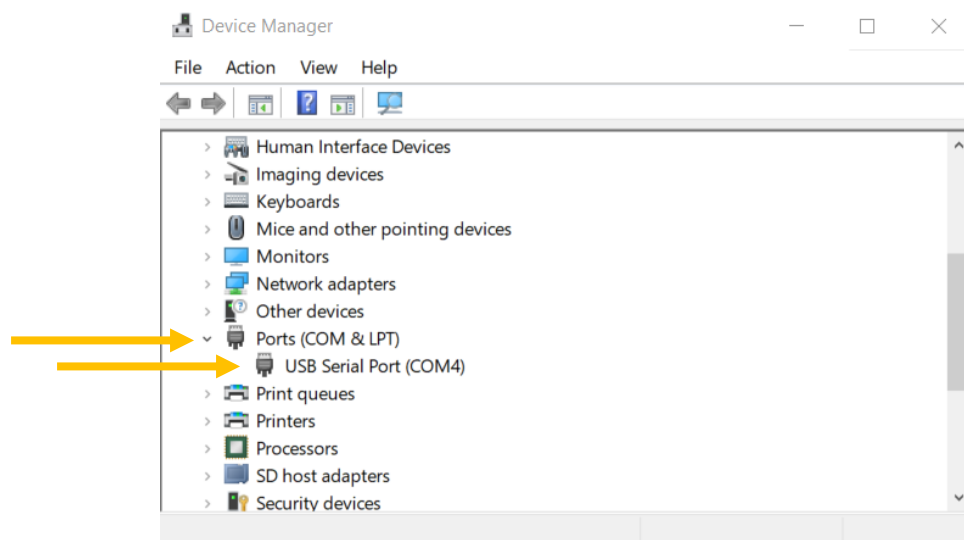 Device Manager
File Action View Help
Human Interface Devices
Imaging devices
Keyboards
Mice and other pointing devices
Monitors
Network adapters
Other devices
Ports (COM & LPT)
USB Serial Port (COM4)
Print queues
Printers
Processors
SD host adapters
Security devices